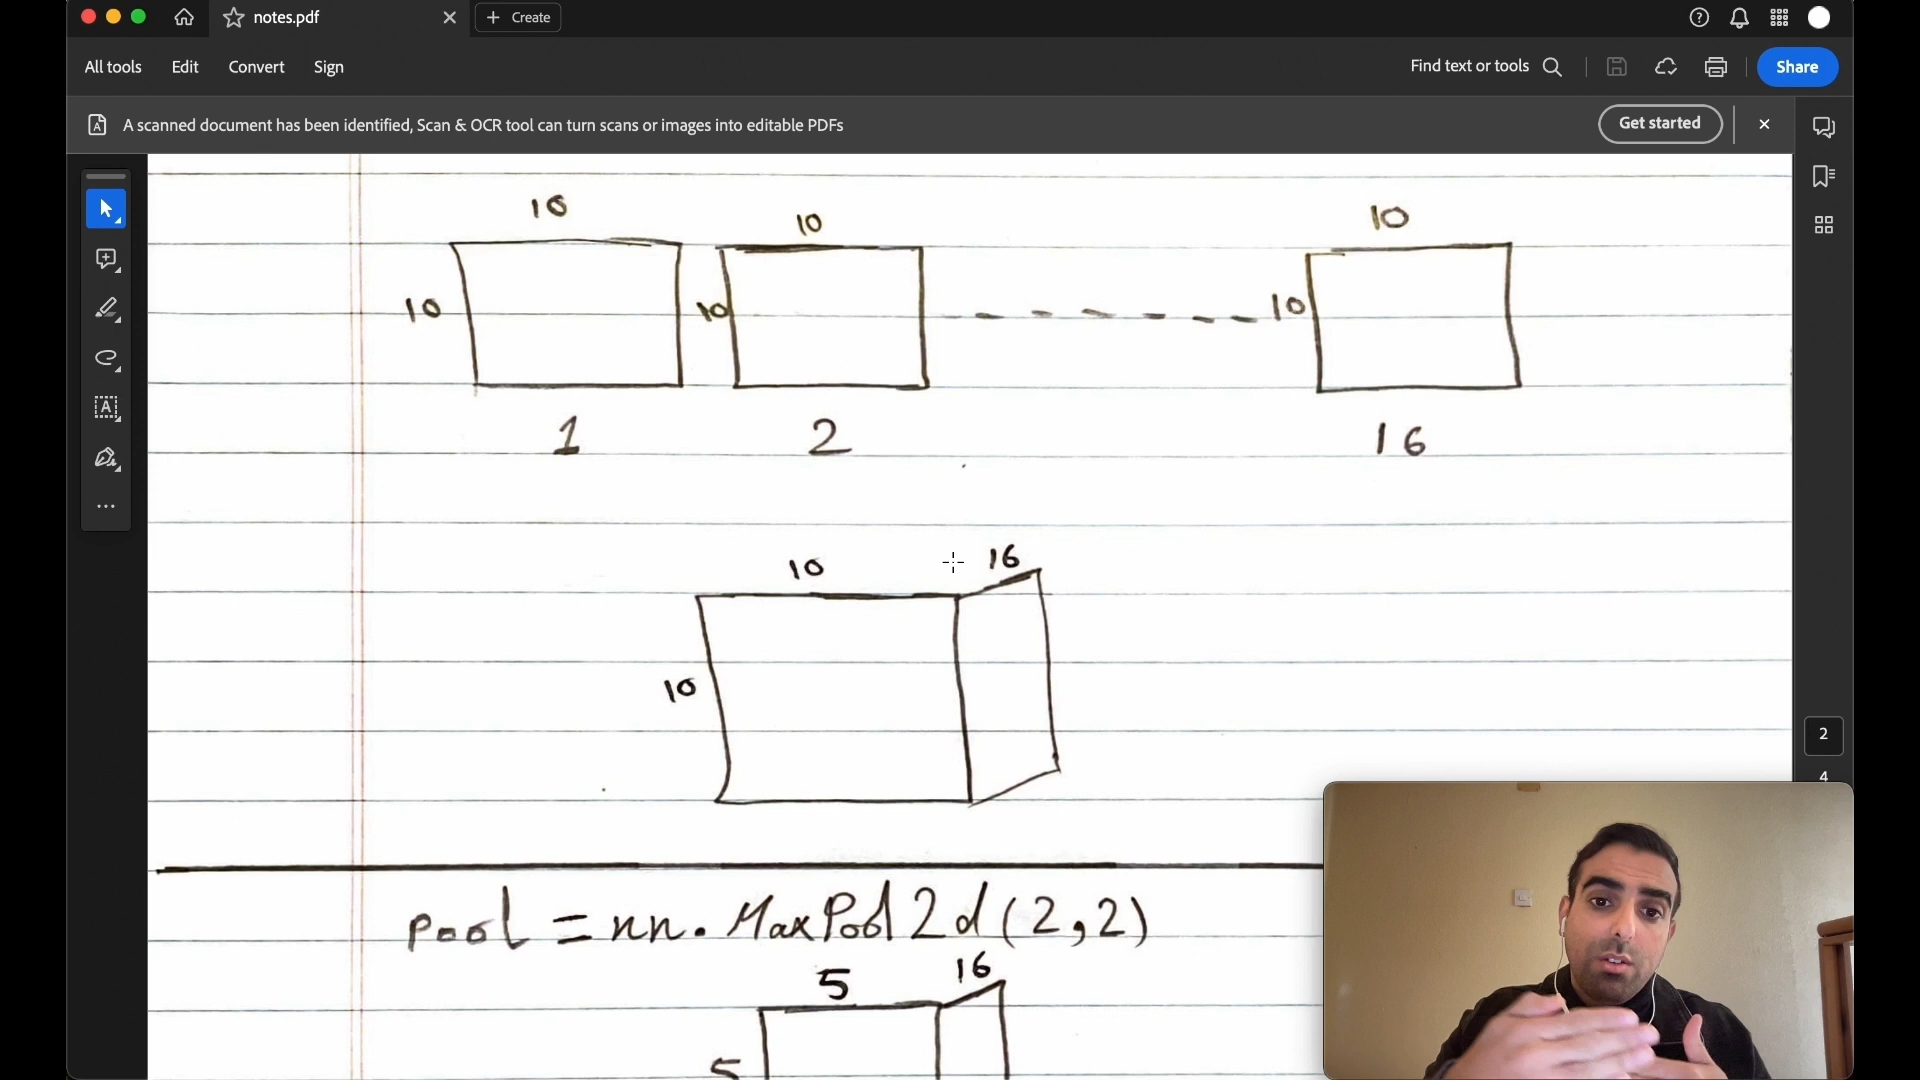 notes.pdf
Create
All tools
Edit
Convert
Sign
Find text or tools
Share
A scanned document has been identified, Scan & OCR tool can turn scans or images into editable PDFs
Get started
10 10 10
10 10 10
1 2 16
10 16
10
2
4
pool = nn.MaxPool2d(2,2)
5 16
5